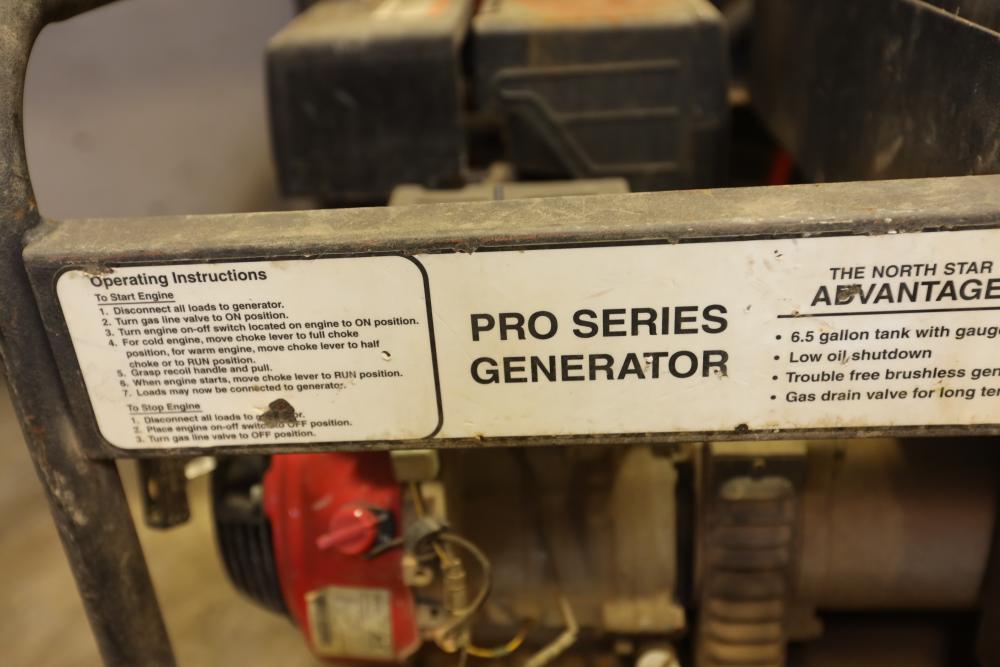 Operating Instructions
To Start Engine
1. Disconnect all loads to generator.
2. Turn gas line valve to ON position.
3. Turn engine on-off switch located on engine to ON position.
4. For cold engine, move choke lever to full choke
position, for warm engine, move choke lever to half
choke or to RUN position.
5. Grasp recoil handle and pull.
6. When engine starts, move choke lever to RUN position.
7. Loads may now be connected to generator.
To Stop Engine
1. Disconnect all loads to generator.
2. Place engine on-off switch to OFF position.
3. Turn gas line valve to OFF position.
PRO SERIES
GENERATOR
THE NORTH STAR
ADVANTAGE
• 6.5 gallon tank with gauge
• Low oil shutdown
• Trouble free brushless gen
• Gas drain valve for long ter